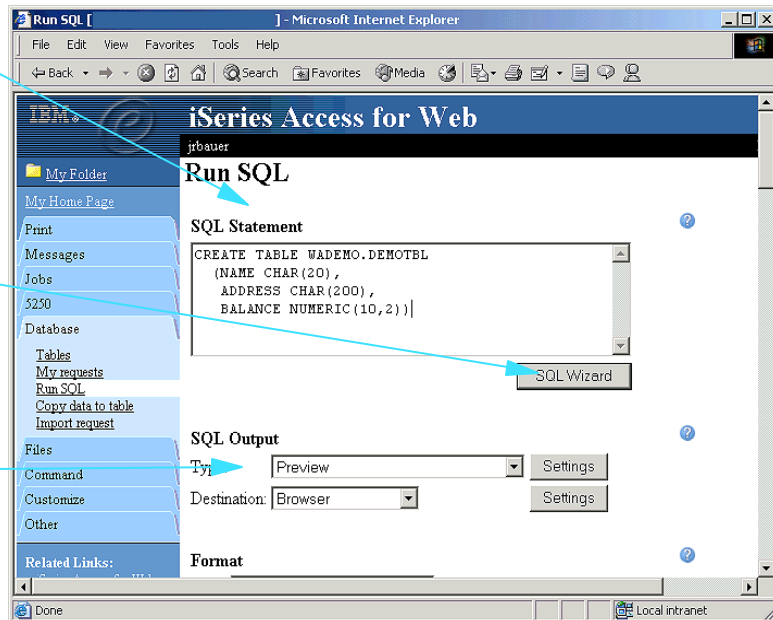 Run SQL [ ] - Microsoft Internet Explorer
File Edit View Favorites Tools Help
Back Search Favorites Media
IBM e iSeries Access for Web
jrbauer
My Folder
My Home Page
Print
Messages
Jobs
5250
Database
Tables
My requests
Run SQL
Copy data to table
Import request
Files
Command
Customize
Other
Related Links:
Run SQL
SQL Statement
CREATE TABLE WADEMO.DEMOTBL
(NAME CHAR(20),
ADDRESS CHAR(200),
BALANCE NUMERIC(10,2))
SQL Wizard
SQL Output
Preview Settings
Destination: Browser Settings
Format
Done Local intranet